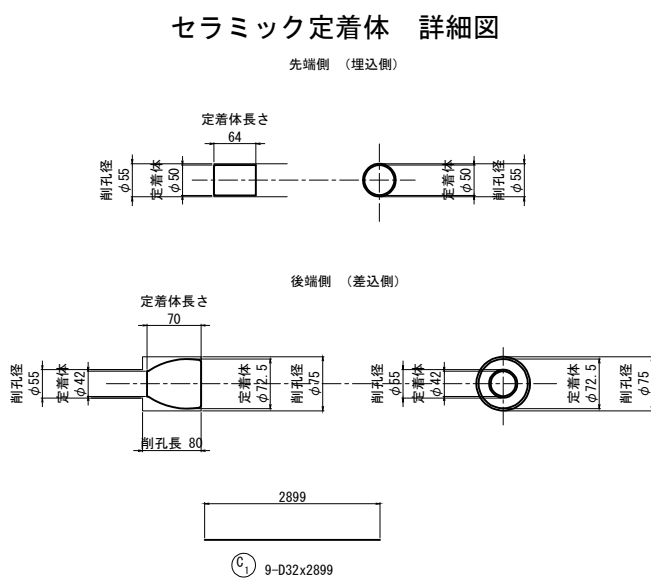 セラミック定着体　詳細図
先端側　（埋込側）
定着体長さ
64
削孔径
φ55
定着体
φ50
定着体
φ50
削孔径
φ55
後端側　（差込側）
定着体長さ
70
削孔径
φ55
定着体
φ42
定着体
φ72.5
削孔径
φ75
削孔長 80
削孔径
φ55
定着体
φ42
定着体
φ72.5
削孔径
φ75
2899
C1 9-D32x2899